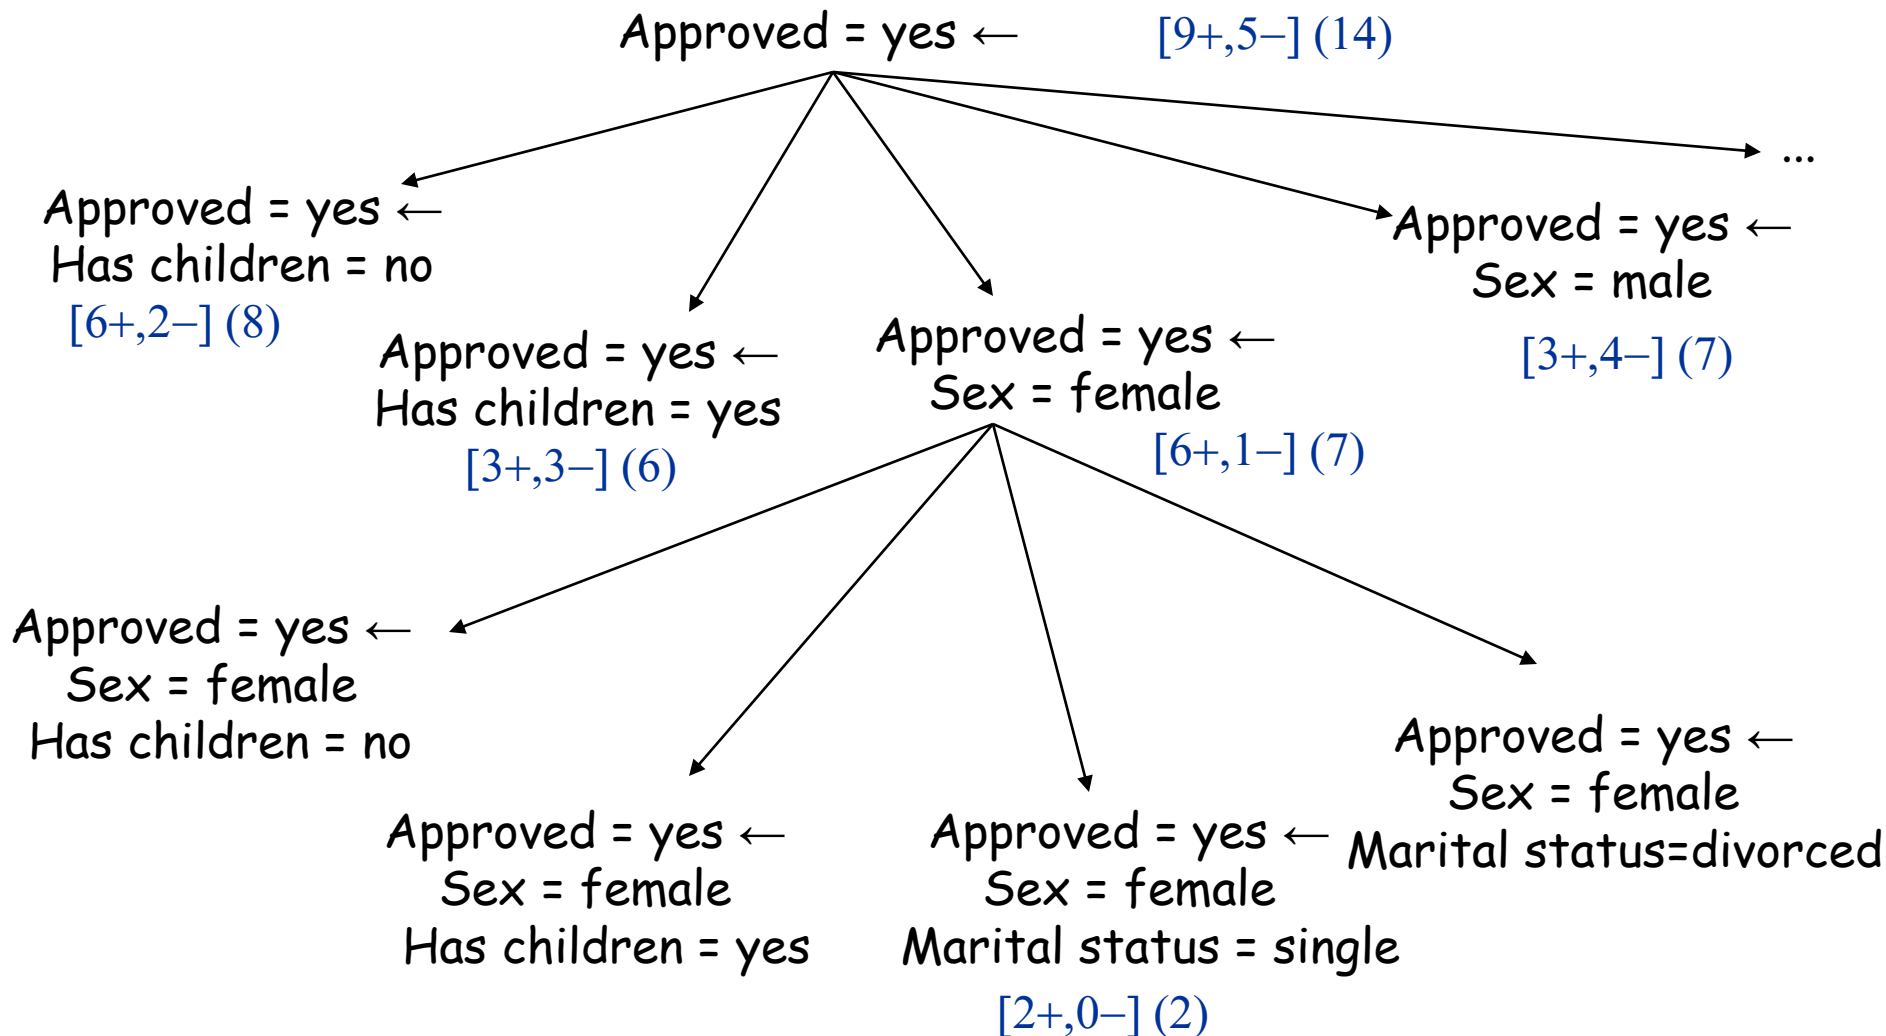 Approved = yes ← [9+,5−] (14)
...
Approved = yes ←
Has children = no
[6+,2−] (8)
Approved = yes ←
Has children = yes
[3+,3−] (6)
Approved = yes ←
Sex = female
[6+,1−] (7)
Approved = yes ←
Sex = male
[3+,4−] (7)
Approved = yes ←
Sex = female
Has children = no
Approved = yes ←
Sex = female
Has children = yes
Approved = yes ←
Sex = female
Marital status = single
[2+,0−] (2)
Approved = yes ←
Sex = female
Marital status=divorced